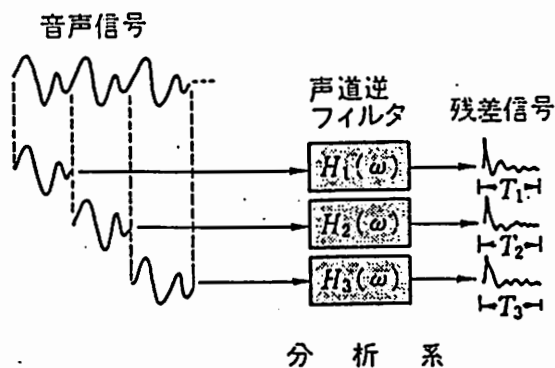 音声信号
声道逆
フィルタ
残差信号
H₁(ω)
T₁
H₂(ω)
T₂
H₃(ω)
T₃
分析系